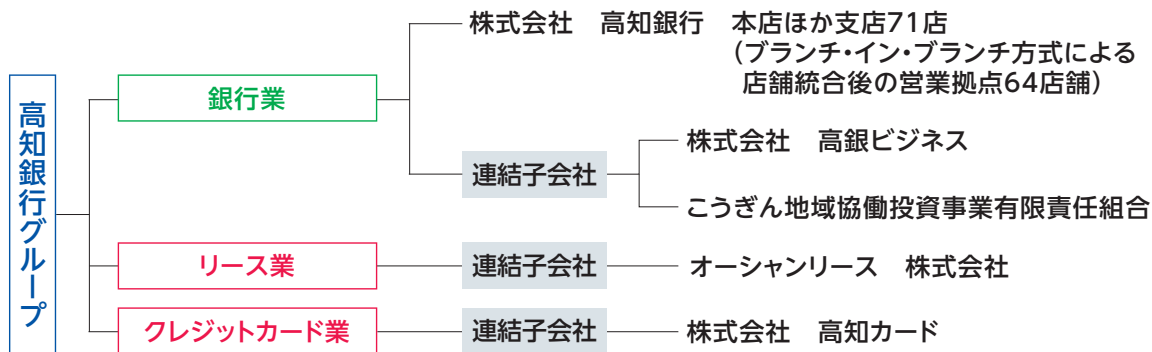 高知銀行グループ
銀行業
株式会社　高知銀行　本店ほか支店71店
（ブランチ・イン・ブランチ方式による
店舗統合後の営業拠点64店舗）
連結子会社
株式会社　高銀ビジネス
こうぎん地域協働投資事業有限責任組合
リース業
連結子会社
オーシャンリース　株式会社
クレジットカード業
連結子会社
株式会社　高知カード